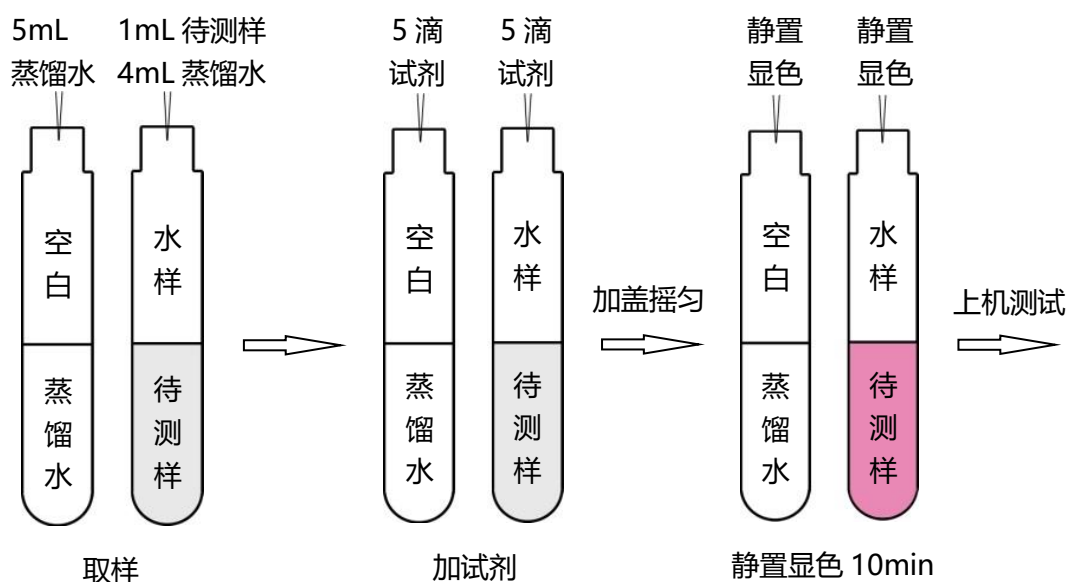 5mL
蒸馏水
1mL 待测样
4mL 蒸馏水
空白
蒸馏水
水样
待测样
取样
5 滴
试剂
5 滴
试剂
空白
蒸馏水
水样
待测样
加试剂
加盖摇匀
静置
显色
静置
显色
空白
蒸馏水
水样
待测样
静置显色 10min
上机测试